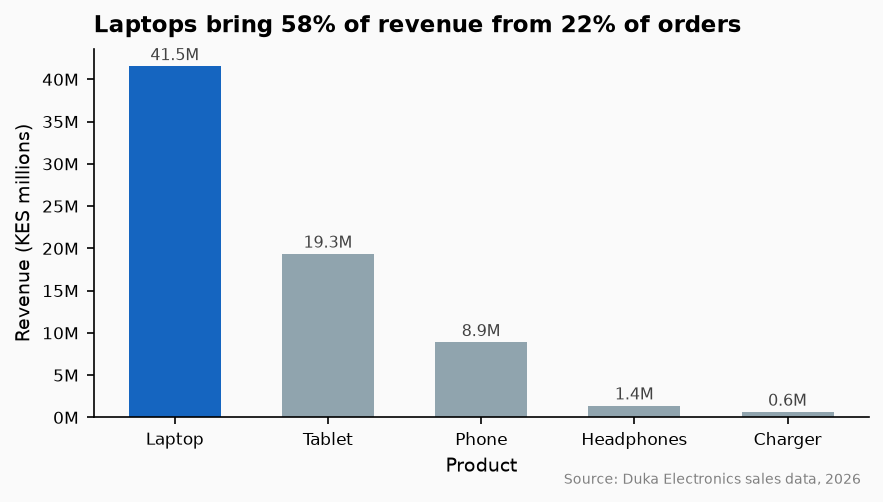 Laptops bring 58% of revenue from 22% of orders
41.5M
40M
35M
30M
25M
20M
15M
10M
5M
0M
Revenue (KES millions)
19.3M
8.9M
1.4M
0.6M
Laptop Tablet Phone Headphones Charger
Product
Source: Duka Electronics sales data, 2026